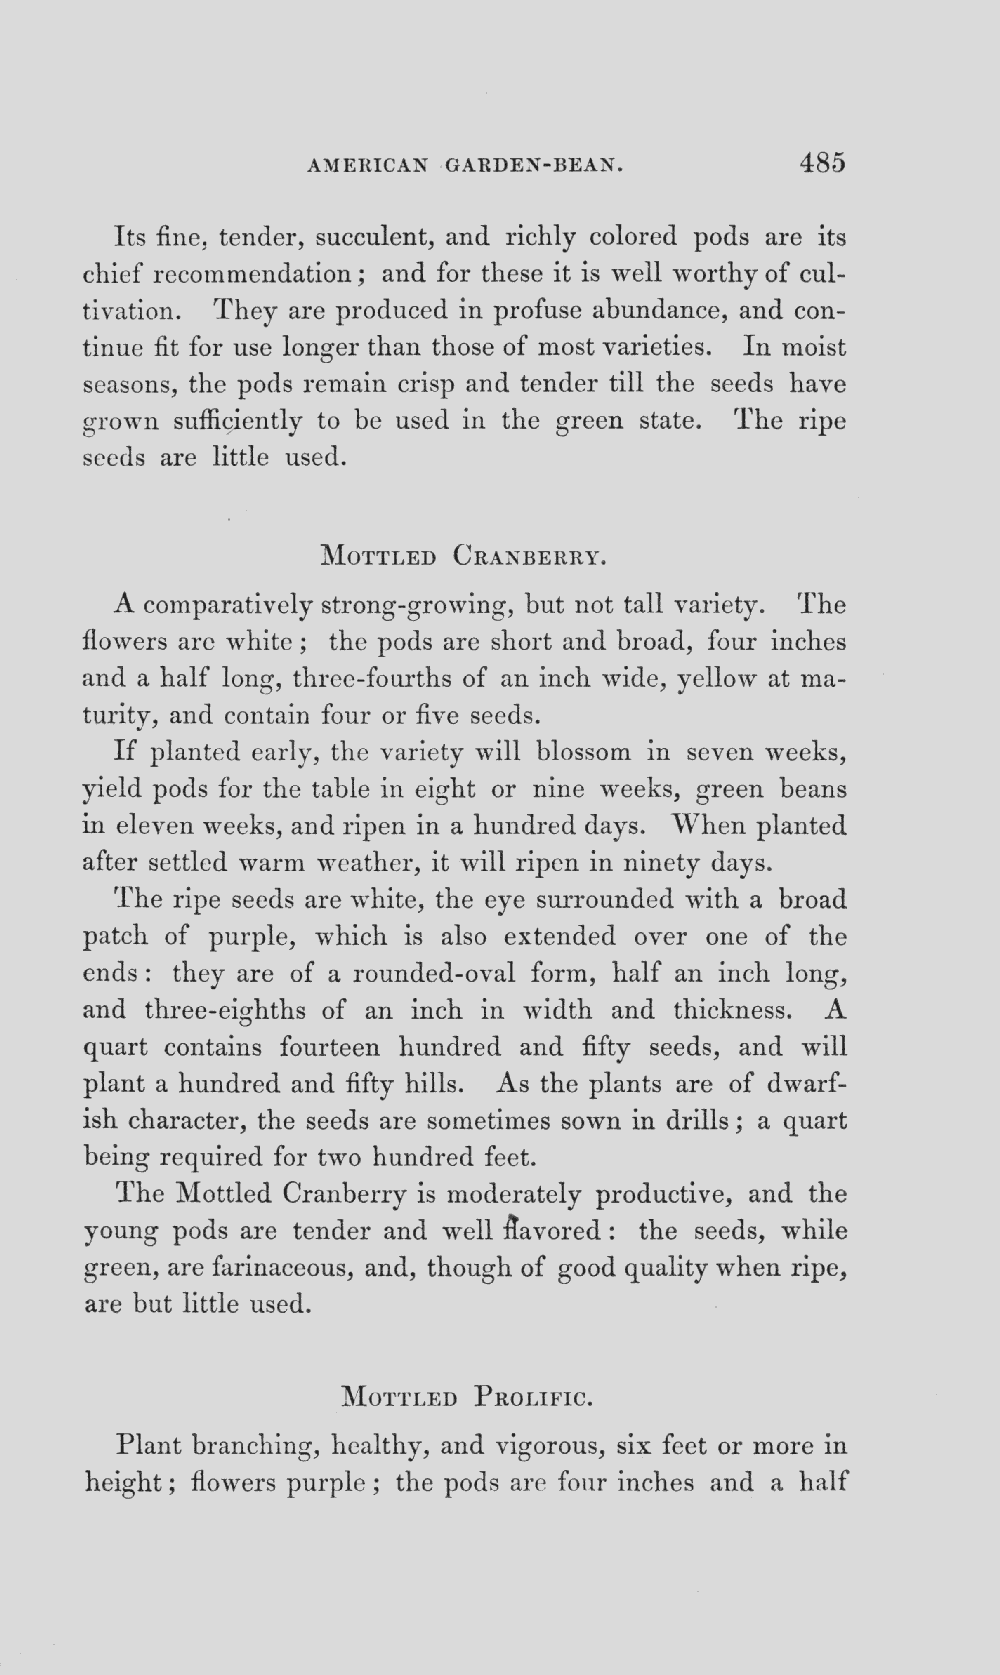 AMERICAN GARDEN-BEAN. 485
Its fine, tender, succulent, and richly colored pods are its
chief recommendation; and for these it is well worthy of cul-
tivation. They are produced in profuse abundance, and con-
tinue fit for use longer than those of most varieties. In moist
seasons, the pods remain crisp and tender till the seeds have
grown sufficiently to be used in the green state. The ripe
seeds are little used.
MOTTLED CRANBERRY.
A comparatively strong-growing, but not tall variety. The
flowers are white; the pods are short and broad, four inches
and a half long, three-fourths of an inch wide, yellow at ma-
turity, and contain four or five seeds.
If planted early, the variety will blossom in seven weeks,
yield pods for the table in eight or nine weeks, green beans
in eleven weeks, and ripen in a hundred days. When planted
after settled warm weather, it will ripen in ninety days.
The ripe seeds are white, the eye surrounded with a broad
patch of purple, which is also extended over one of the
ends: they are of a rounded-oval form, half an inch long,
and three-eighths of an inch in width and thickness. A
quart contains fourteen hundred and fifty seeds, and will
plant a hundred and fifty hills. As the plants are of dwarf-
ish character, the seeds are sometimes sown in drills; a quart
being required for two hundred feet.
The Mottled Cranberry is moderately productive, and the
young pods are tender and well flavored: the seeds, while
green, are farinaceous, and, though of good quality when ripe,
are but little used.
MOTTLED PROLIFIC.
Plant branching, healthy, and vigorous, six feet or more in
height; flowers purple; the pods are four inches and a half